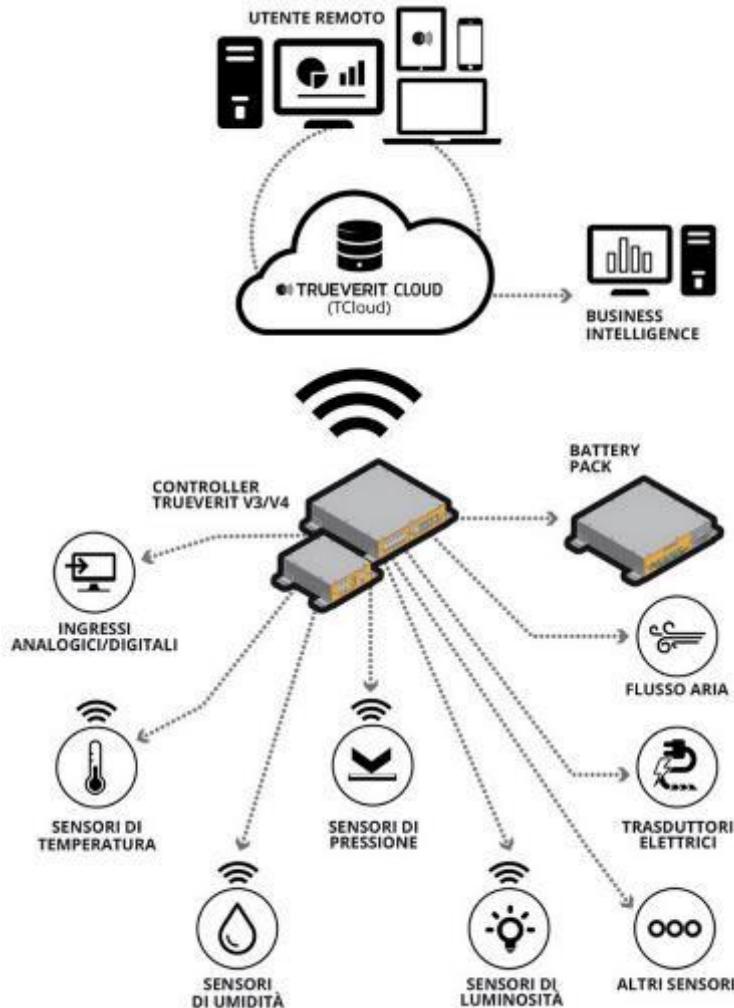 UTENTE REMOTO
TRUEVERIT CLOUD
(TCloud)
BUSINESS
INTELLIGENCE
BATTERY
PACK
CONTROLLER
TRUEVERIT V3/V4
INGRESSI
ANALOGICI/DIGITALI
FLUSSO ARIA
SENSORI DI
TEMPERATURA
SENSORI DI
PRESSIONE
TRASDUTTORI
ELETTRICI
SENSORI
DI UMIDITÀ
SENSORI DI
LUMINOSITÀ
ALTRI SENSORI